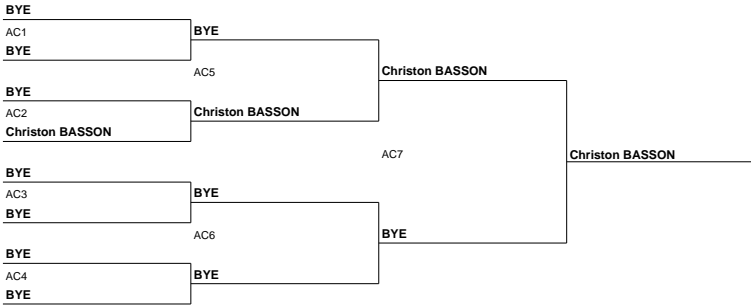 BYE
AC1
BYE
BYE
AC5
BYE
AC2
Christon BASSON
Christon BASSON
Christon BASSON
AC7
Christon BASSON
BYE
AC3
BYE
BYE
AC6
BYE
AC4
BYE
BYE
BYE